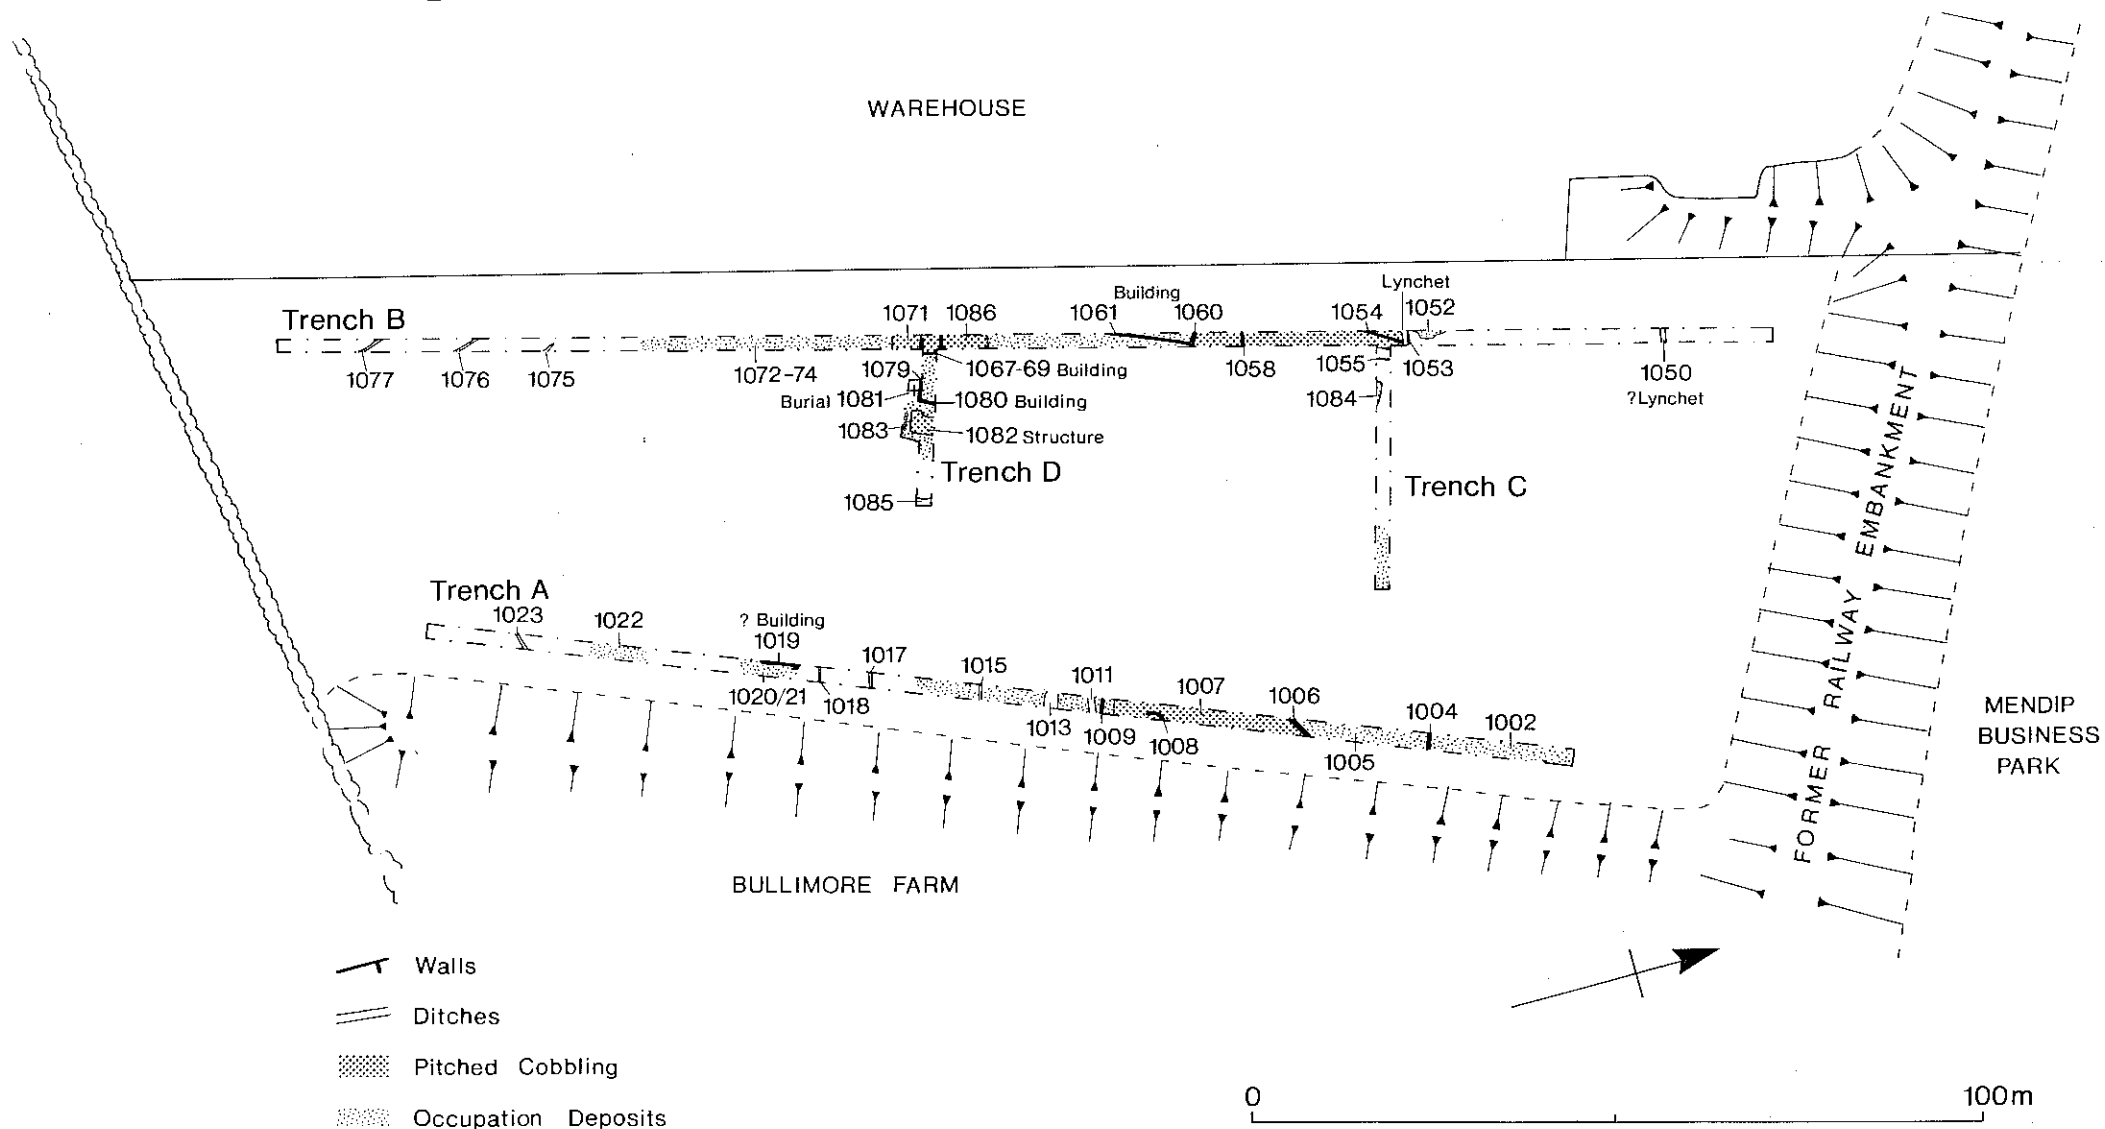 WAREHOUSE
Lynchet
Building
1071 1086 1061 1060 1054 1052
Trench B
1077 1076 1075 1072-74 1079 1067-69 Building 1058 1055 1053 1050
?Lynchet
Burial 1081 1080 Building 1084
1083 1082 Structure
Trench D
Trench C
1085
Trench A
1023 1022 ? Building
1019
1017 1015 1011 1007 1006 1004 1002
1020/21 1018 1013 1009 1008 1005
FORMER RAILWAY EMBANKMENT
MENDIP
BUSINESS
PARK
BULLIMORE FARM
Walls
Ditches
Pitched Cobbling
Occupation Deposits
0 100m